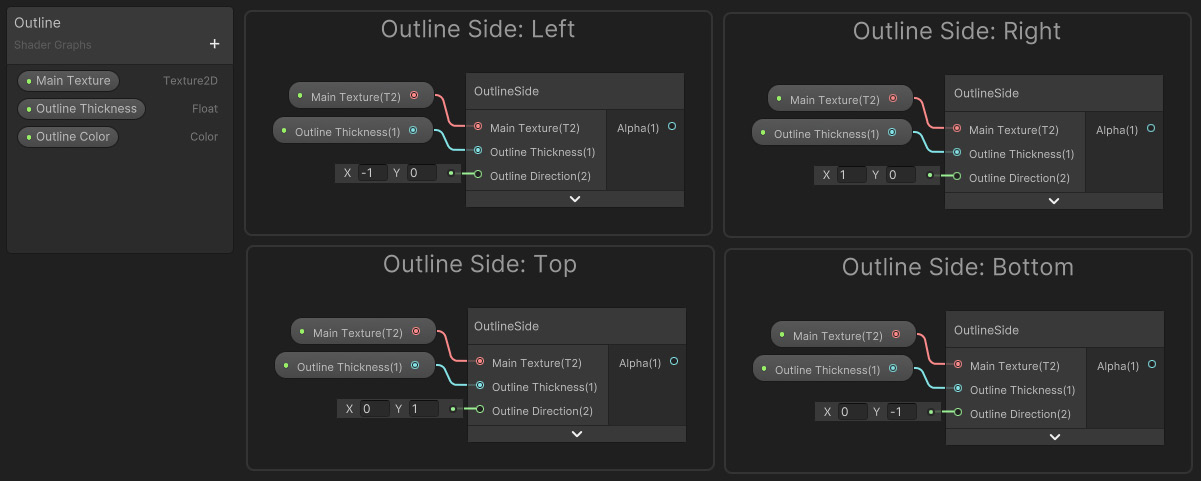 Outline
Shader Graphs
+
Main Texture Texture2D
Outline Thickness Float
Outline Color Color
Outline Side: Left
Main Texture(T2)
Outline Thickness(1)
X -1 Y 0
OutlineSide
Main Texture(T2) Alpha(1)
Outline Thickness(1)
Outline Direction(2)
Outline Side: Right
Main Texture(T2)
Outline Thickness(1)
X 1 Y 0
OutlineSide
Main Texture(T2) Alpha(1)
Outline Thickness(1)
Outline Direction(2)
Outline Side: Top
Main Texture(T2)
Outline Thickness(1)
X 0 Y 1
OutlineSide
Main Texture(T2) Alpha(1)
Outline Thickness(1)
Outline Direction(2)
Outline Side: Bottom
Main Texture(T2)
Outline Thickness(1)
X 0 Y -1
OutlineSide
Main Texture(T2) Alpha(1)
Outline Thickness(1)
Outline Direction(2)